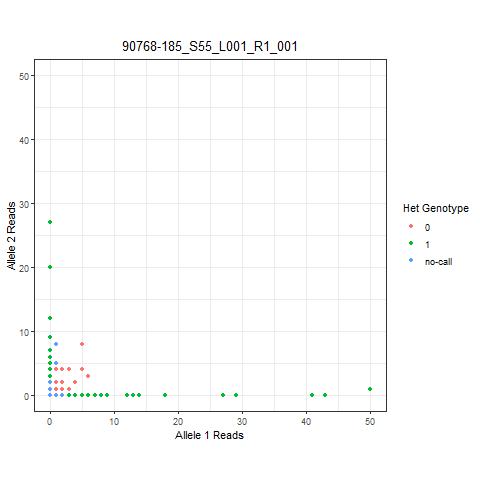 90768-185_S55_L001_R1_001
50
40
30
20
10
0
Allele 2 Reads
0 10 20 30 40 50
Allele 1 Reads
Het Genotype
0
1
no-call